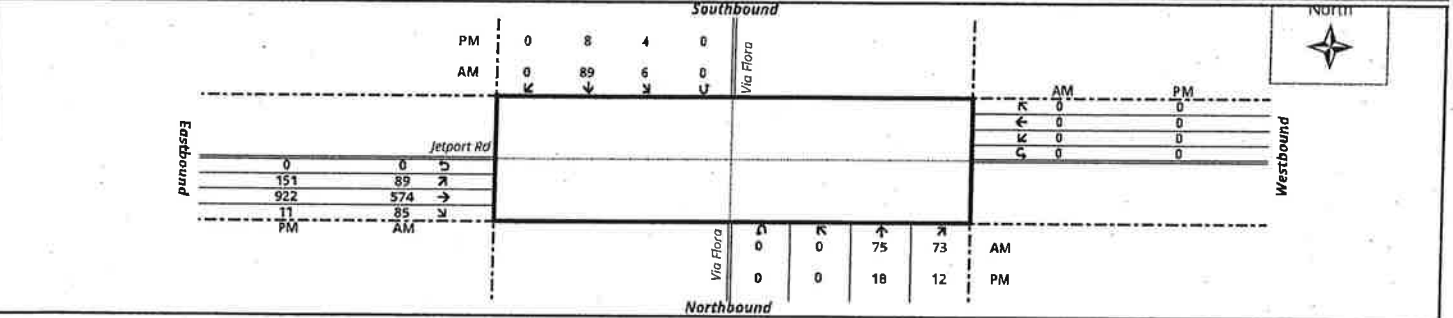 Southbound
North
PM 0 8 4 0
AM 0 89 6 0
Via Flora
AM PM
0 0
0 0
0 0
0 0
Eastbound
Westbound
Jetport Rd
0 0
151 89
922 574
11 85
PM AM
Via Flora
0 0 75 73 AM
0 0 18 12 PM
Northbound